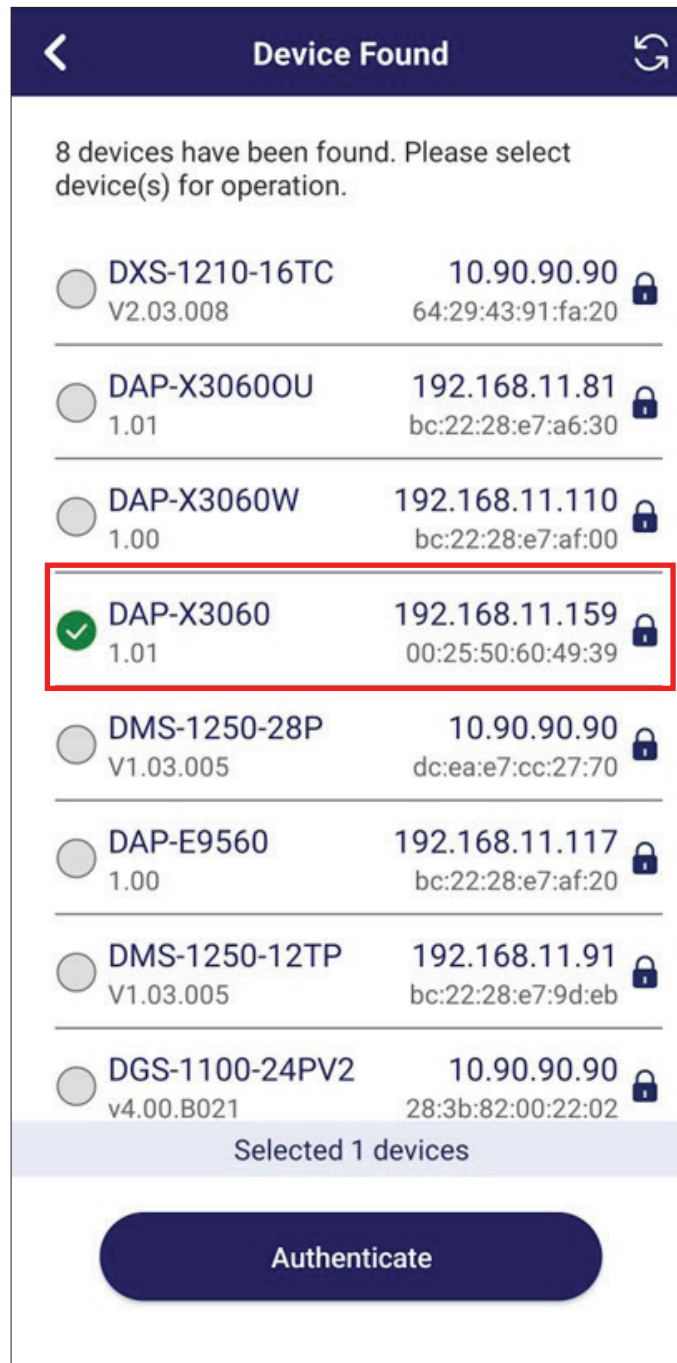 Device Found
8 devices have been found. Please select
device(s) for operation.
DXS-1210-16TC 10.90.90.90
V2.03.008 64:29:43:91:fa:20
DAP-X3060OU 192.168.11.81
1.01 bc:22:28:e7:a6:30
DAP-X3060W 192.168.11.110
1.00 bc:22:28:e7:af:00
DAP-X3060 192.168.11.159
1.01 00:25:50:60:49:39
DMS-1250-28P 10.90.90.90
V1.03.005 dc:ea:e7:cc:27:70
DAP-E9560 192.168.11.117
1.00 bc:22:28:e7:af:20
DMS-1250-12TP 192.168.11.91
V1.03.005 bc:22:28:e7:9d:eb
DGS-1100-24PV2 10.90.90.90
v4.00.B021 28:3b:82:00:22:02
Selected 1 devices
Authenticate